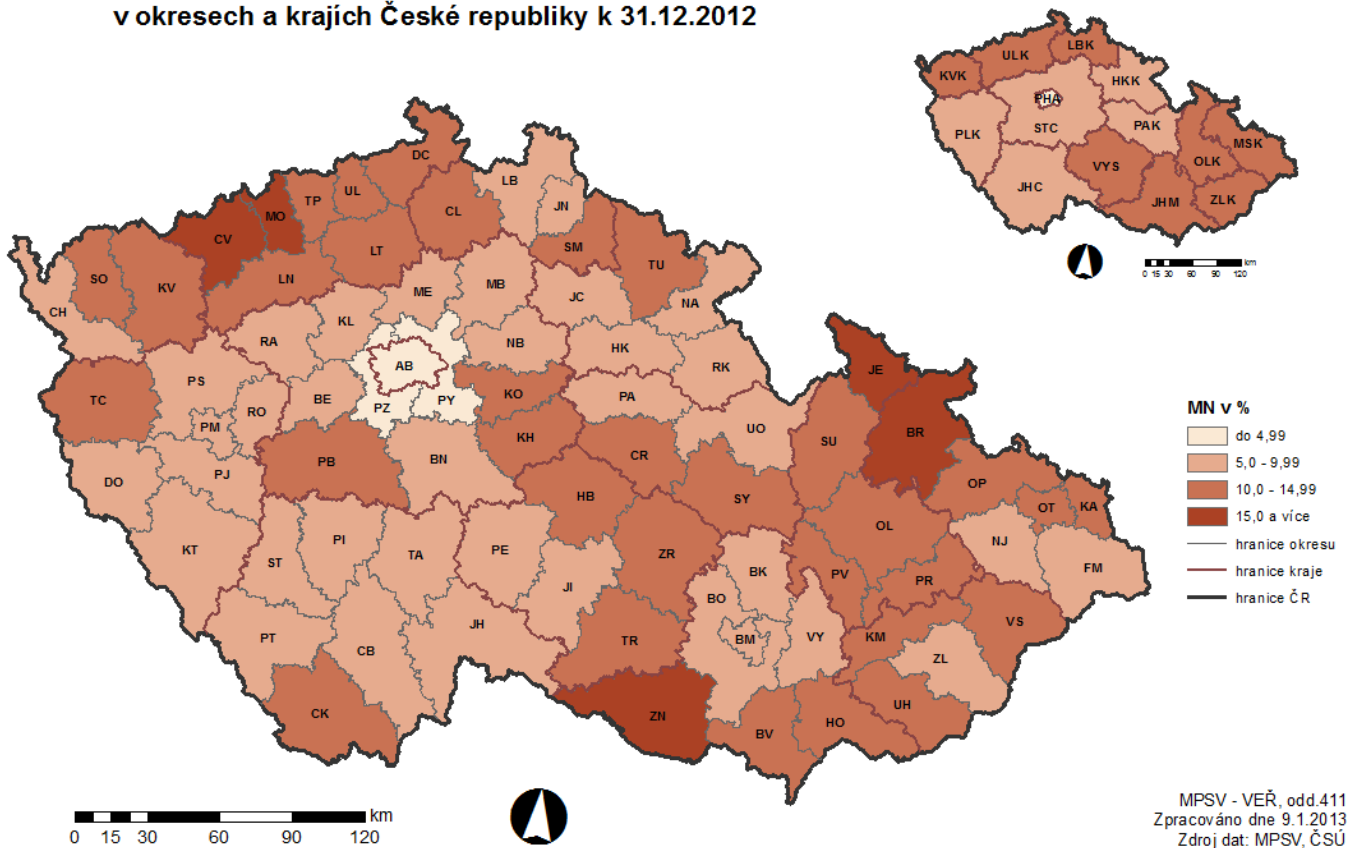 v okresech a krajích České republiky k 31.12.2012
KVK
ULK
LBK
HKK
PHA
PLK
STC
PAK
JHC
VYS
OLK
MSK
JHM
ZLK
km
0 15 30 60 90 120
DC
LB
JN
UL
TP
MO
CV
CL
LT
SM
TU
SO
KV
LN
ME
MB
JC
NA
CH
KL
RA
NB
HK
RK
AB
PS
BE
PZ
PY
KO
PA
TC
RO
PM
UO
JE
BR
SU
KH
CR
PB
BN
DO
PJ
HB
SY
OP
OT
KA
OL
KT
ST
PI
TA
PE
ZR
NJ
FM
JI
BK
PV
PR
BO
BM
VY
KM
VS
PT
CB
JH
TR
ZL
CK
ZN
BV
HO
UH
MN v %
do 4,99
5,0 - 9,99
10,0 - 14,99
15,0 a více
hranice okresu
hranice kraje
hranice ČR
km
0 15 30 60 90 120
MPSV - VEŘ, odd.411
Zpracováno dne 9.1.2013
Zdroj dat: MPSV, ČSÚ